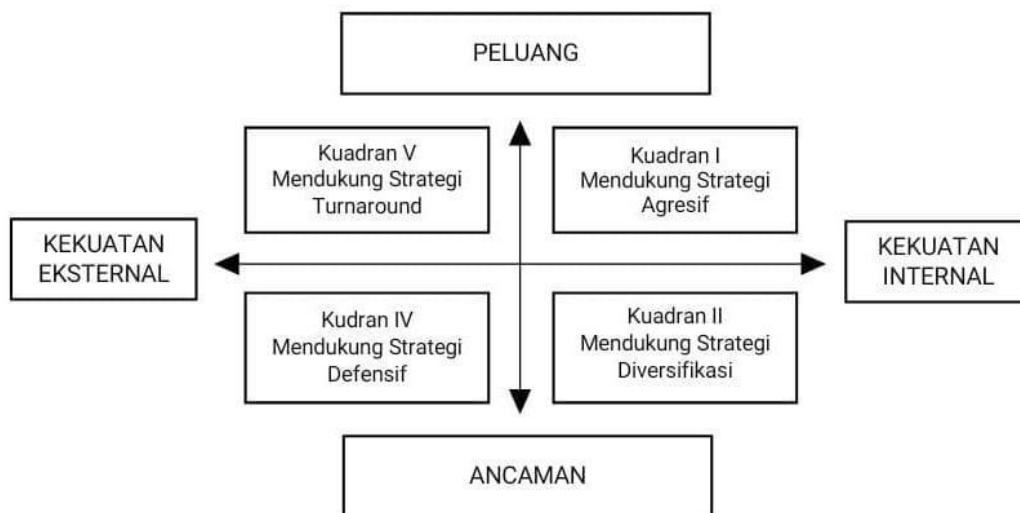 PELUANG
Kuadran V
Mendukung Strategi
Turnaround
Kuadran I
Mendukung Strategi
Agresif
KEKUATAN
EKSTERNAL
KEKUATAN
INTERNAL
Kudran IV
Mendukung Strategi
Defensif
Kuadran II
Mendukung Strategi
Diversifikasi
ANCAMAN